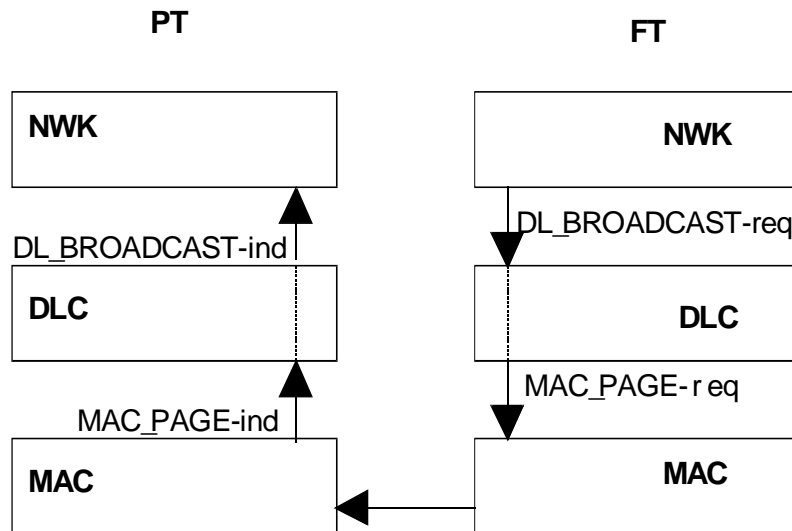 PT
FT
NWK
NWK
DL_BROADCAST-ind
DL_BROADCAST-req
DLC
DLC
MAC_PAGE-ind
MAC_PAGE-r eq
MAC
MAC